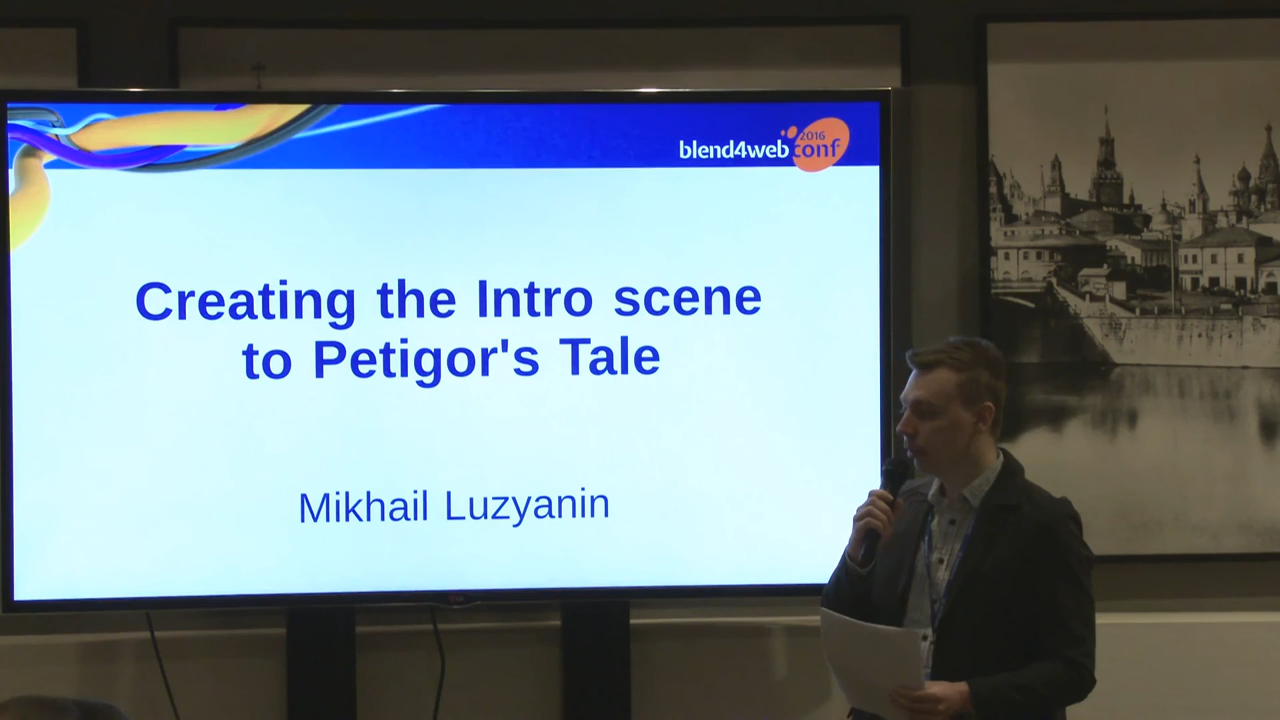 blend4web 2016
conf
Creating the Intro scene
to Petigor's Tale
Mikhail Luzyanin